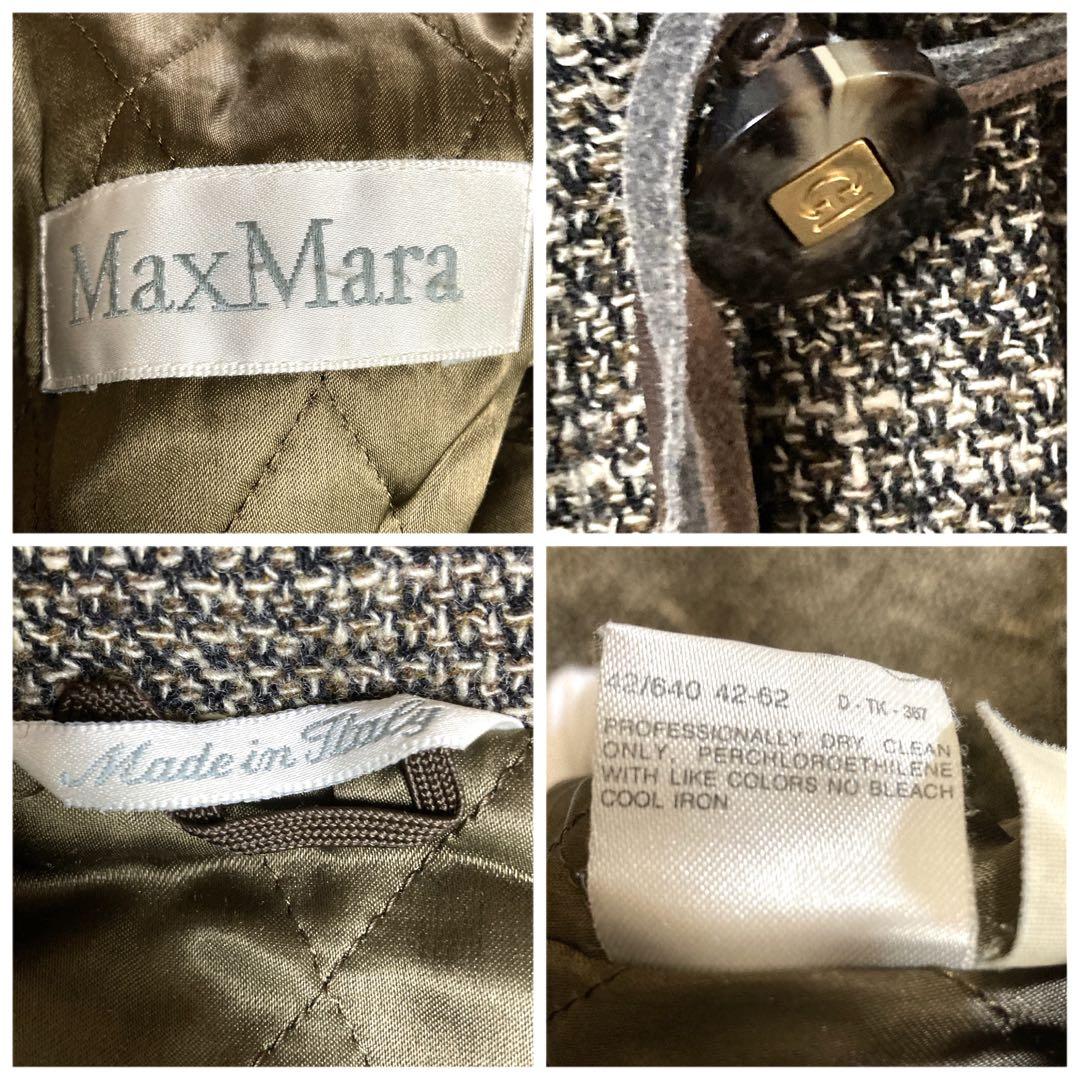 MaxMara
Made in Italy
42/640 42-62 D-TK-367
PROFESSIONALLY DRY CLEAN
ONLY. PERCHLOROETHILENE
WITH LIKE COLORS NO BLEACH
COOL IRON